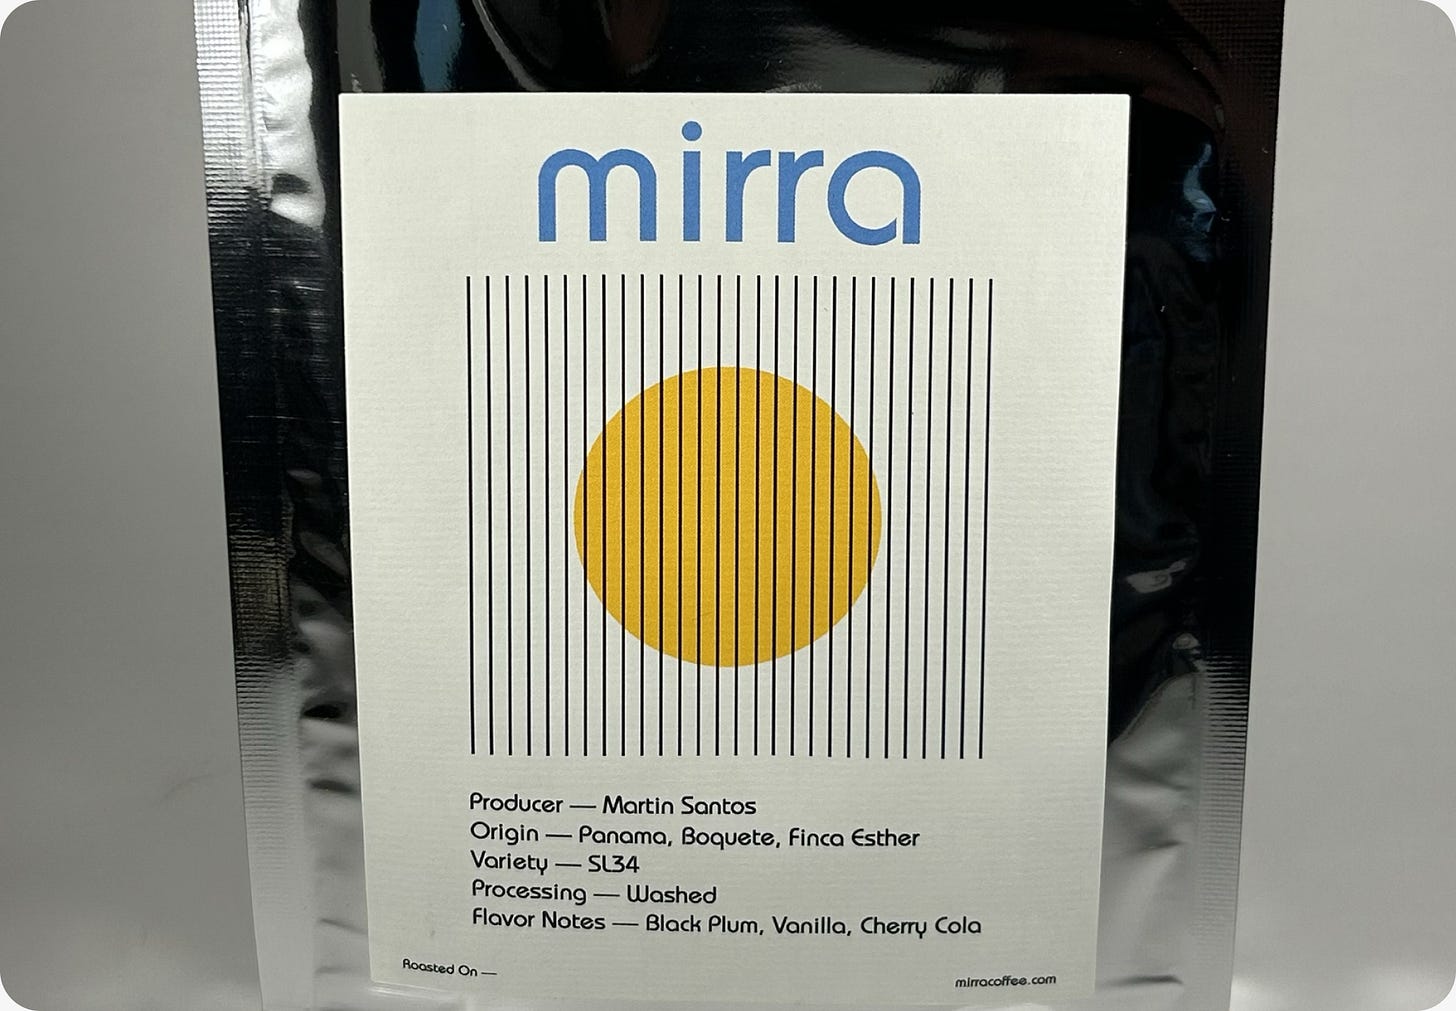 mirra
Producer — Martin Santos
Origin — Panama, Boquete, Finca Esther
Variety — SL34
Processing — Washed
Flavor Notes — Black Plum, Vanilla, Cherry Cola
Roasted On —
mirracoffee.com